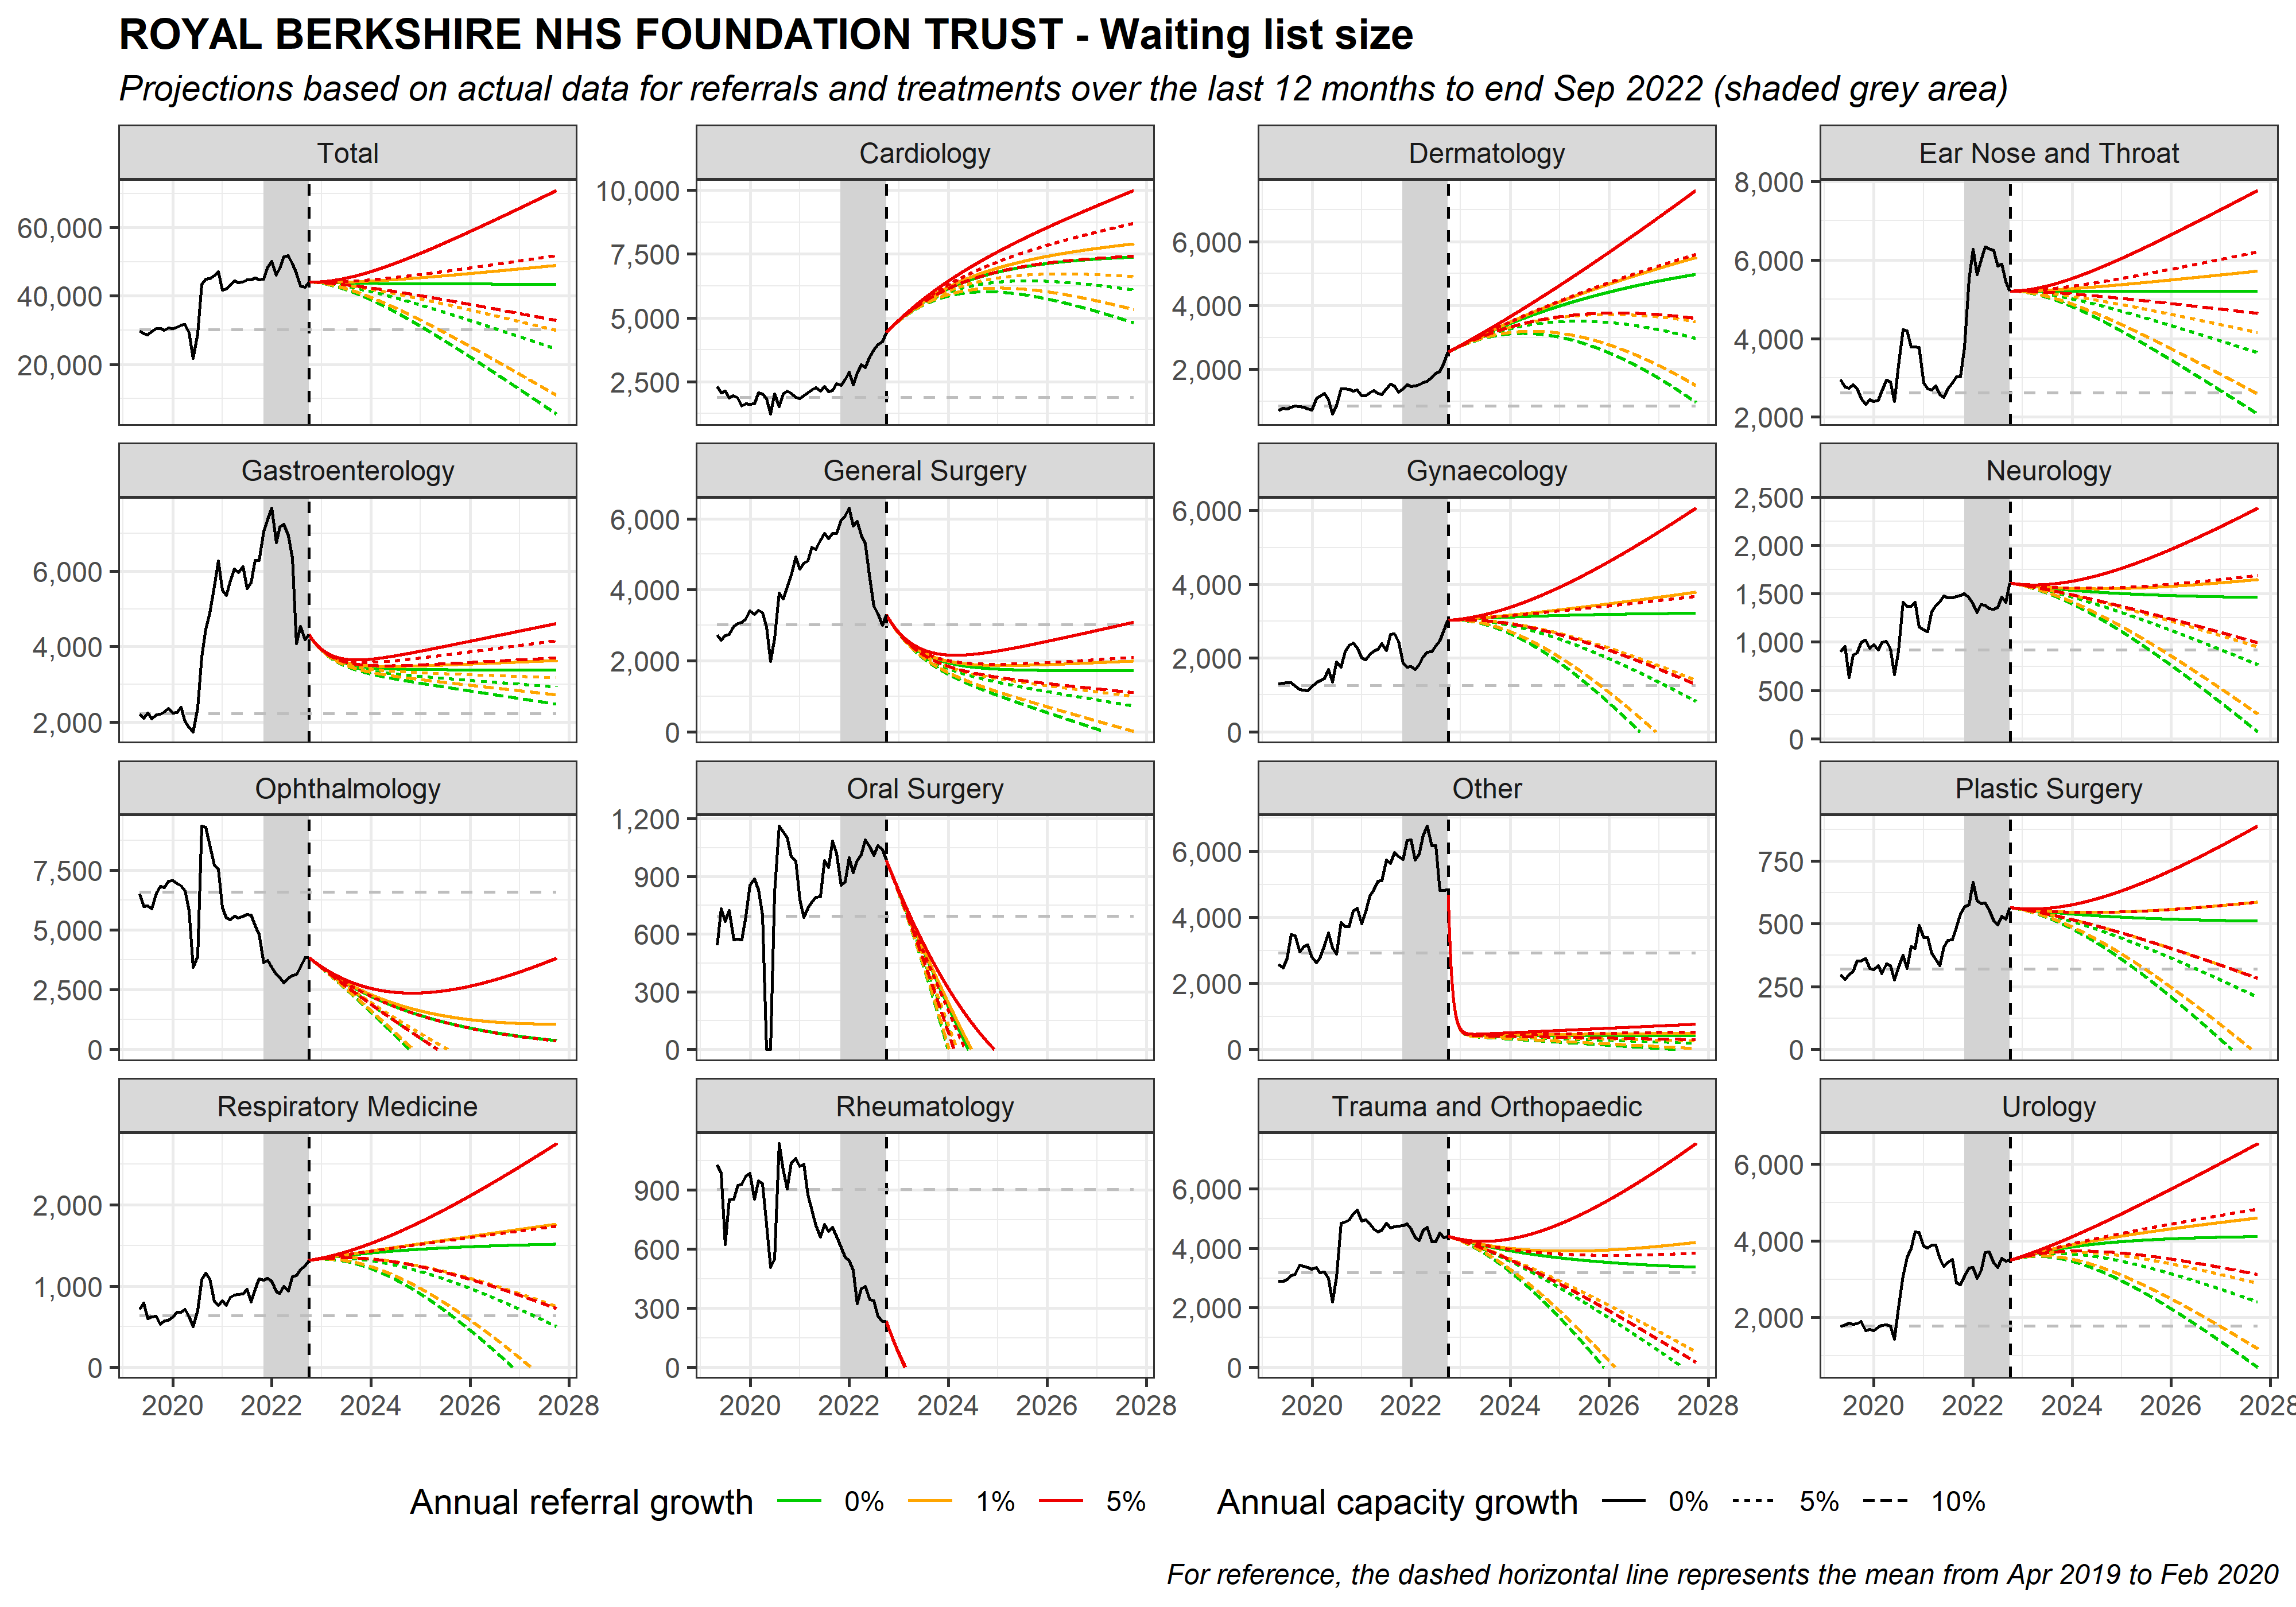 ROYAL BERKSHIRE NHS FOUNDATION TRUST - Waiting list size
Projections based on actual data for referrals and treatments over the last 12 months to end Sep 2022 (shaded grey area)
Total
60,000
40,000
20,000
Cardiology
10,000
7,500
5,000
2,500
Dermatology
6,000
4,000
2,000
Ear Nose and Throat
8,000
6,000
4,000
2,000
Gastroenterology
6,000
4,000
2,000
General Surgery
6,000
4,000
2,000
0
Gynaecology
6,000
4,000
2,000
0
Neurology
2,500
2,000
1,500
1,000
500
0
Ophthalmology
7,500
5,000
2,500
0
Oral Surgery
1,200
900
600
300
0
Other
6,000
4,000
2,000
0
Plastic Surgery
750
500
250
0
Respiratory Medicine
2,000
1,000
0
2020 2022 2024 2026 2028
Rheumatology
900
600
300
0
2020 2022 2024 2026 2028
Trauma and Orthopaedic
6,000
4,000
2,000
0
2020 2022 2024 2026 2028
Urology
6,000
4,000
2,000
2020 2022 2024 2026 2028
Annual referral growth 0% 1% 5% Annual capacity growth 0% 5% 10%
For reference, the dashed horizontal line represents the mean from Apr 2019 to Feb 2020